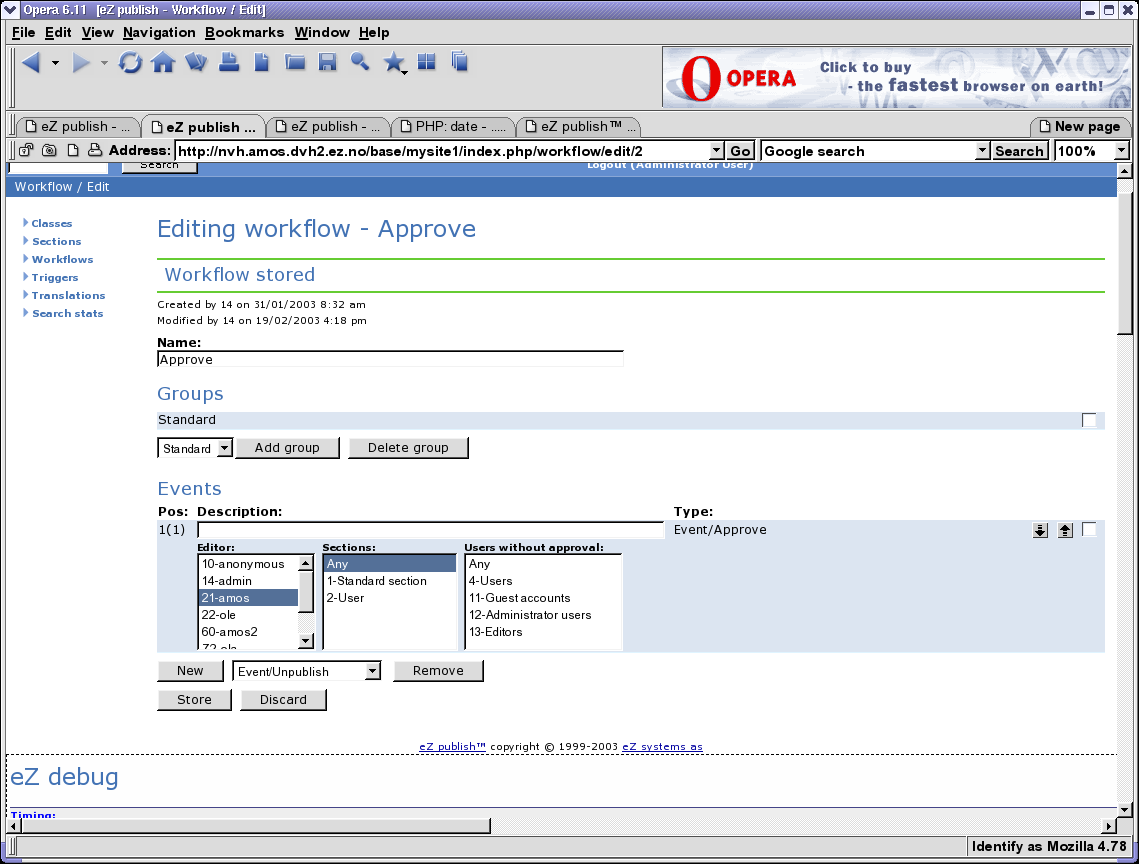 Opera 6.11 [eZ publish - Workflow / Edit]
File Edit View Navigation Bookmarks Window Help
OPERA Click to buy
- the fastest browser on earth!
eZ publish - ... eZ publish ... eZ publish - ... PHP: date - ..... eZ publish™ ... New page
Address: http://nvh.amos.dvh2.ez.no/base/mysite1/index.php/workflow/edit/2 Go Google search Search 100%
Search Logout (Administrator User)
Workflow / Edit
Classes
Sections
Workflows
Triggers
Translations
Search stats
Editing workflow - Approve
Workflow stored
Created by 14 on 31/01/2003 8:32 am
Modified by 14 on 19/02/2003 4:18 pm
Name:
Approve
Groups
Standard
Standard Add group Delete group
Events
Pos: Description: Type:
1(1) Event/Approve
Editor: Sections: Users without approval:
10-anonymous Any Any
14-admin 1-Standard section 4-Users
21-amos 2-User 11-Guest accounts
22-ole 12-Administrator users
60-amos2 13-Editors
72-ole
New Event/Unpublish Remove
Store Discard
eZ publish™ copyright © 1999-2003 eZ systems as
eZ debug
Timing:
Identify as Mozilla 4.78